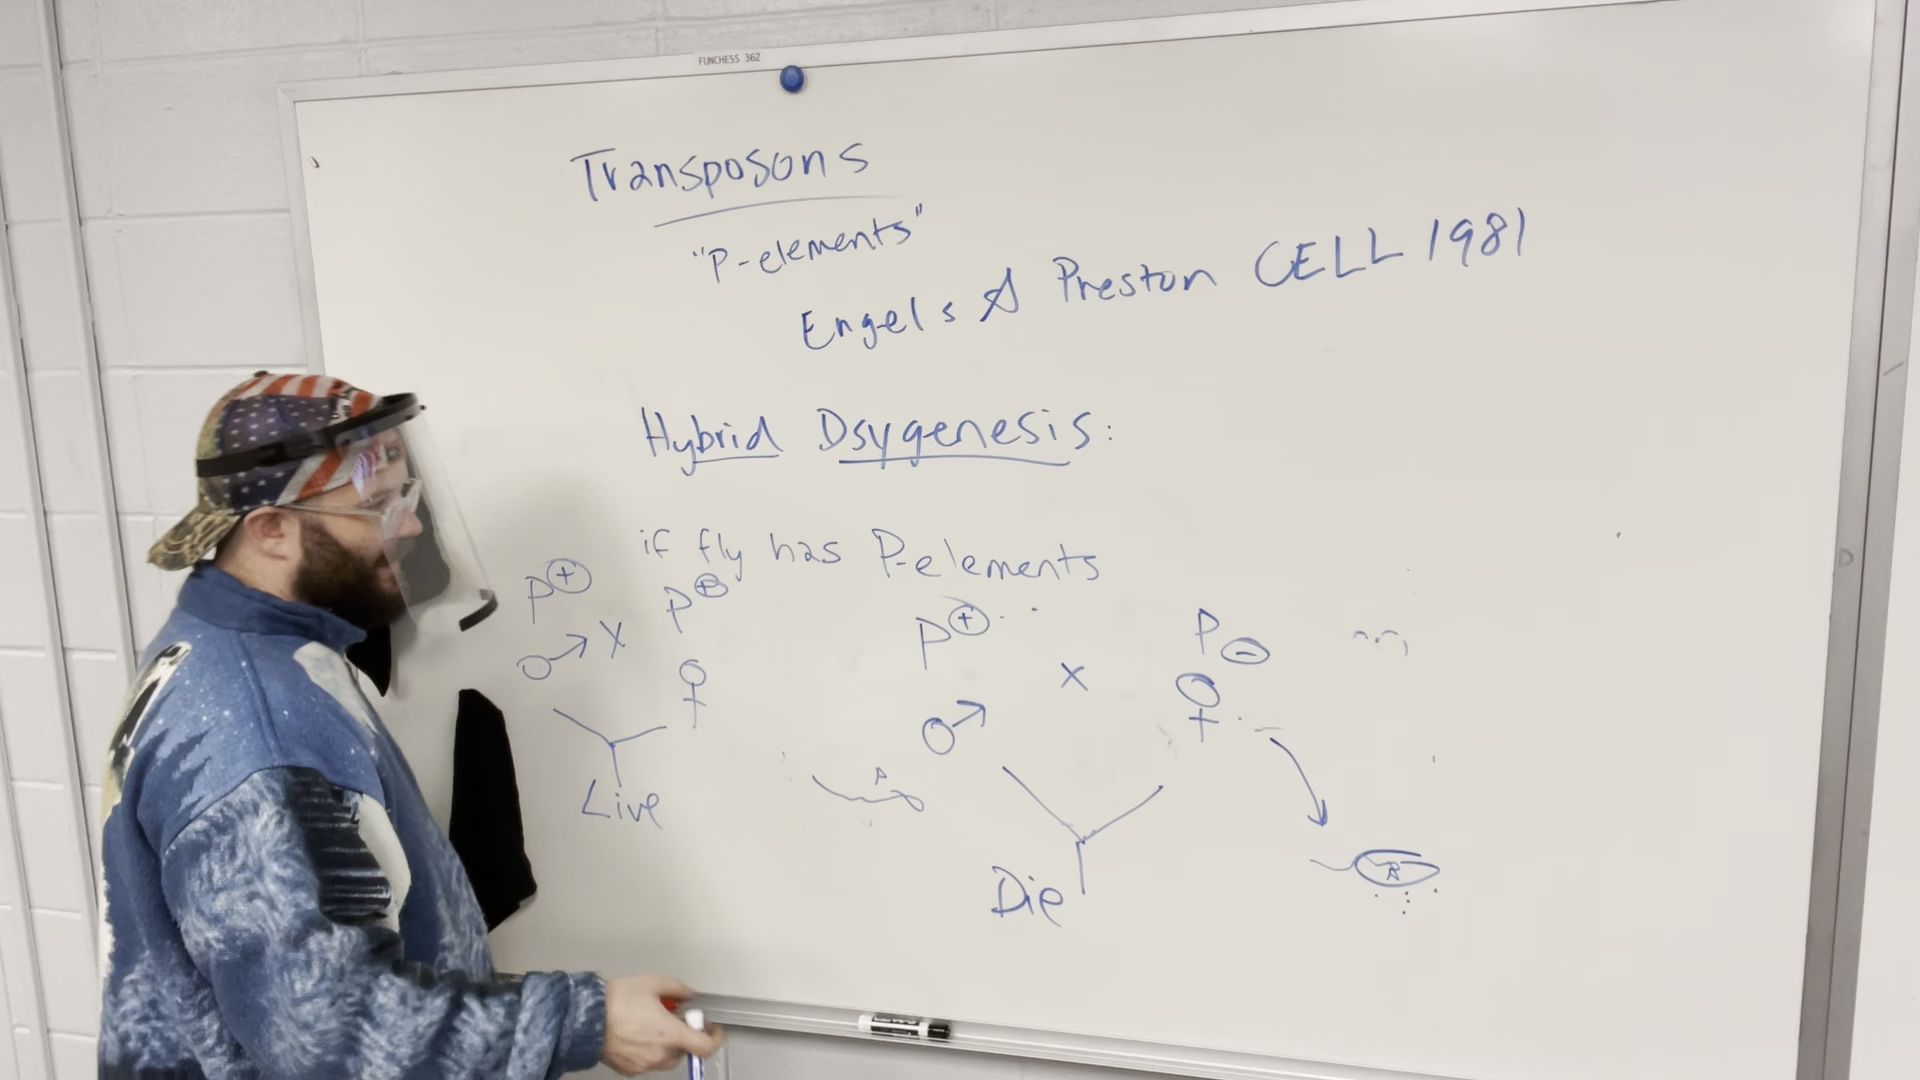 FUNCHESS 362
Transposons
"P-elements"
Engels & Preston CELL 1981
Hybrid Dsygenesis:
if fly has P-elements
P⊕ P⊕
♂ X ♀
Live
P⊕ P⊖
♂ x ♀
Die